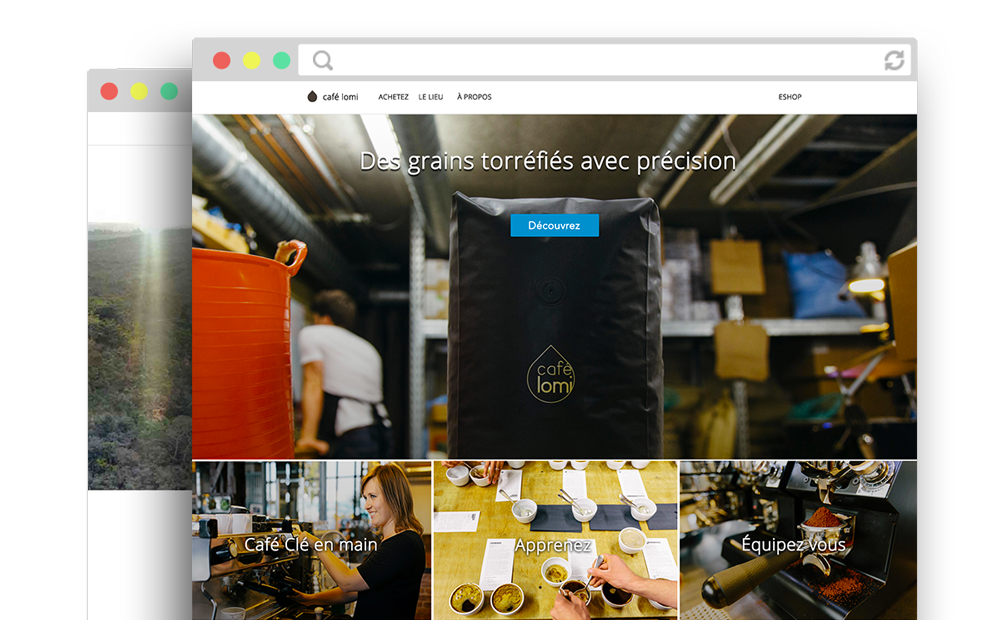 café lomi
ACHETEZ
LE LIEU
À PROPOS
ESHOP
Des grains torréfiés avec précision
Découvrez
café
lomi
Café Clé en main
Apprenez
Équipez-vous